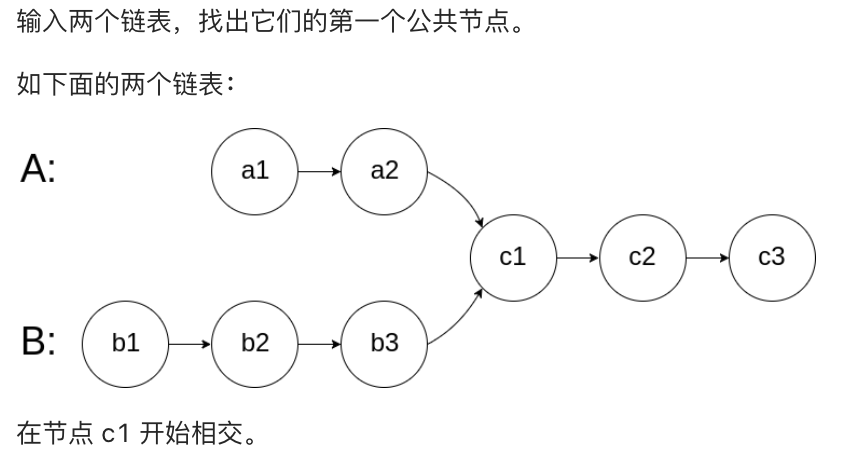 输入两个链表，找出它们的第一个公共节点。
如下面的两个链表：
A:
a1
a2
c1
c2
c3
B:
b1
b2
b3
在节点 c1 开始相交。